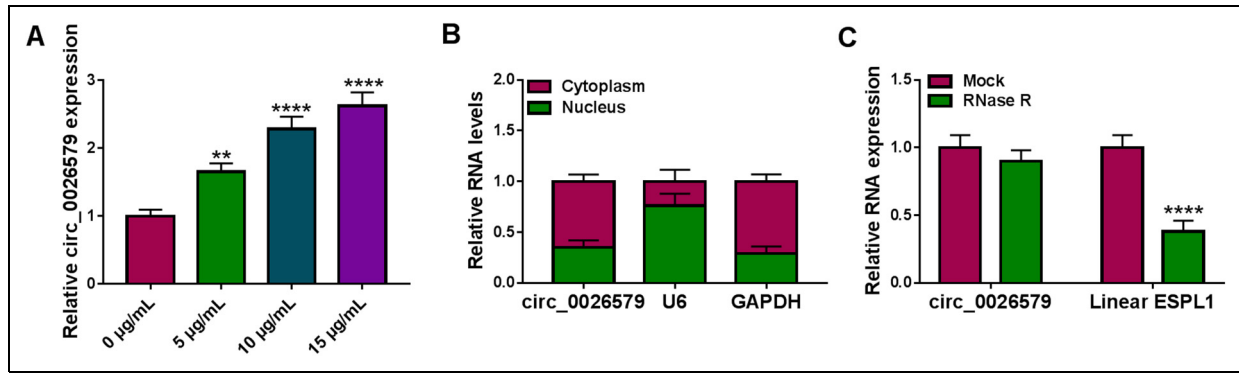 A
Relative circ_0026579 expression
3
2
1
0
**
****
****
0 µg/mL
5 µg/mL
10 µg/mL
15 µg/mL
B
Relative RNA levels
2.0
1.5
1.0
0.5
0.0
Cytoplasm
Nucleus
circ_0026579
U6
GAPDH
C
Relative RNA expression
1.5
1.0
0.5
0.0
Mock
RNase R
****
circ_0026579
Linear ESPL1